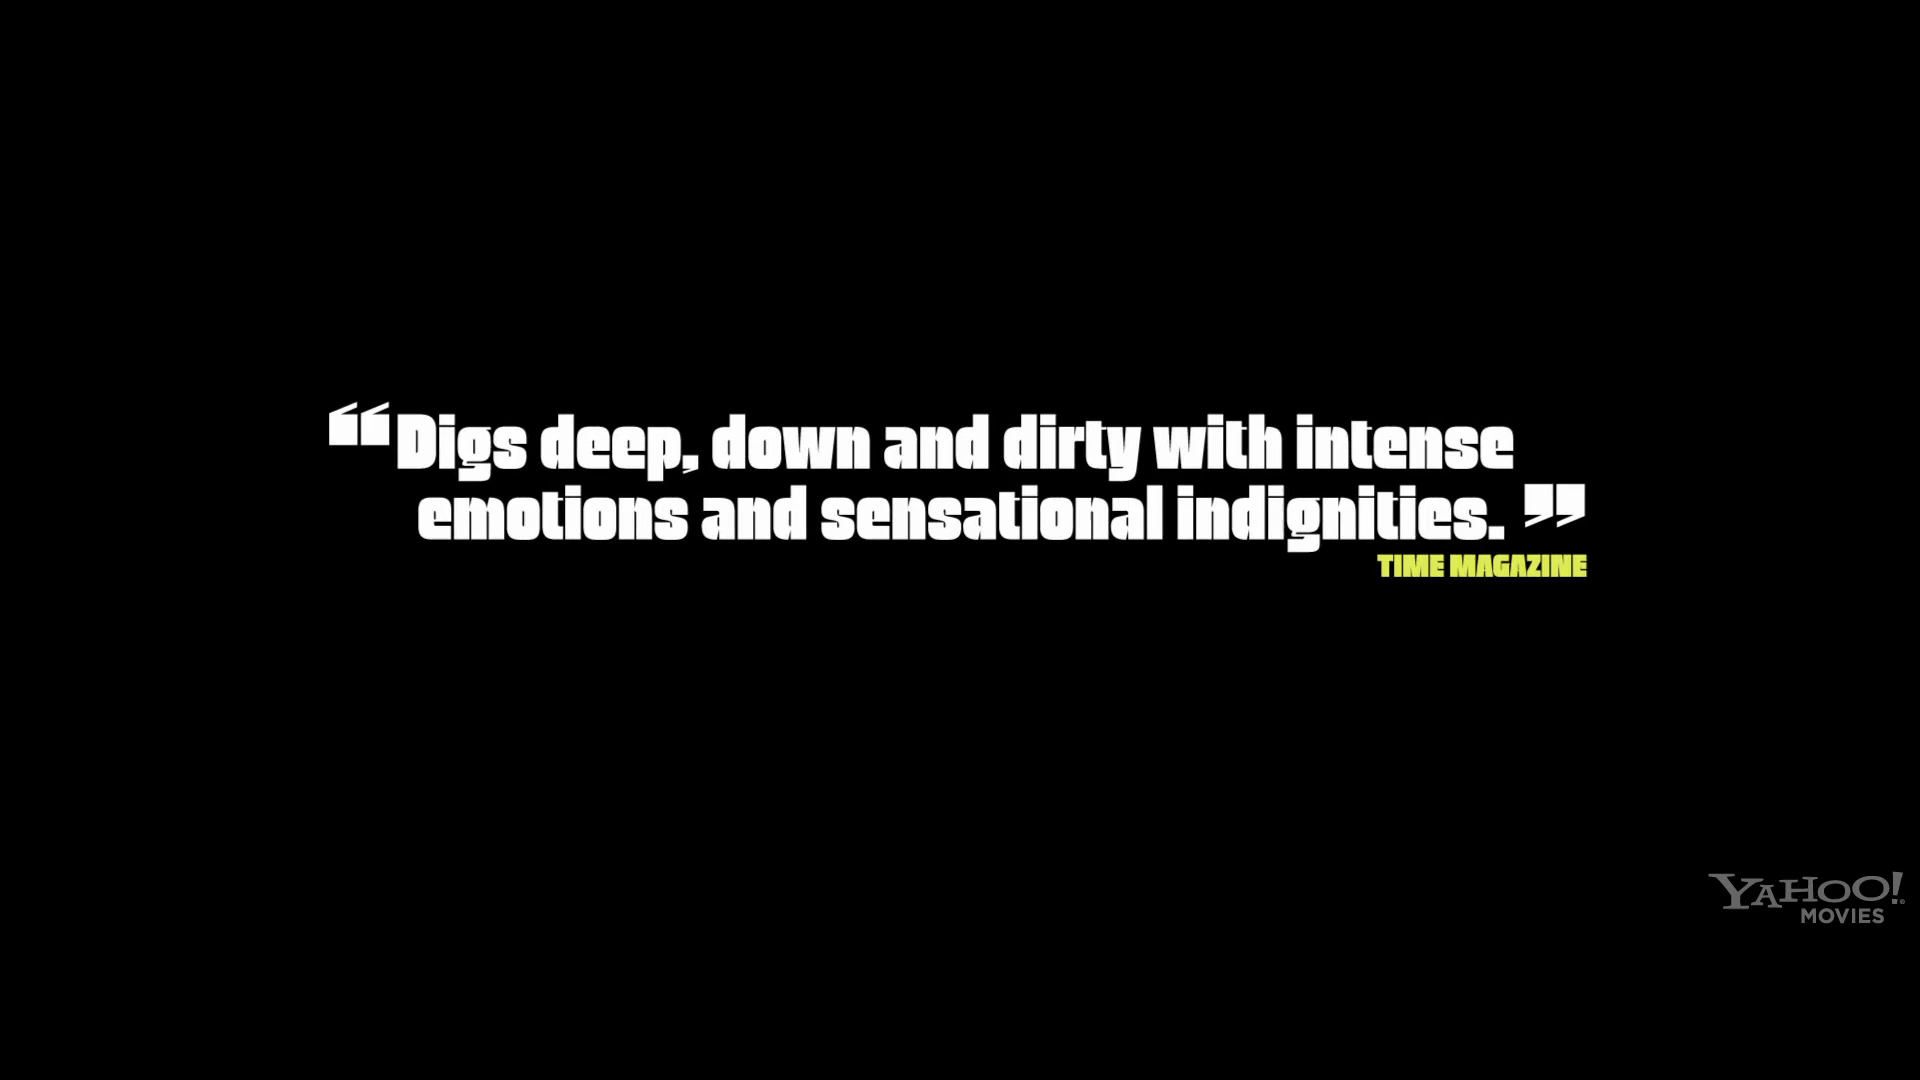 “Digs deep, down and dirty with intense
emotions and sensational indignities.”
TIME MAGAZINE
YAHOO!
MOVIES